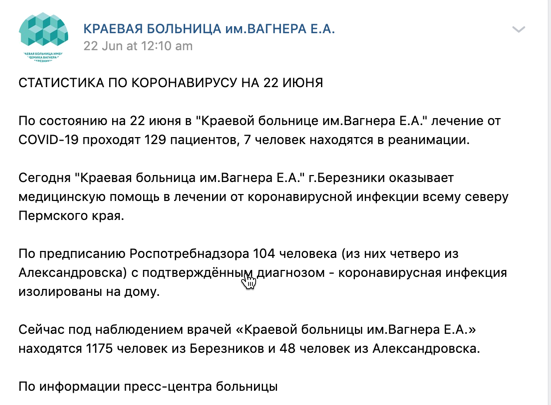 КРАЕВАЯ БОЛЬНИЦА им.ВАГНЕРА Е.А.
22 Jun at 12:10 am
СТАТИСТИКА ПО КОРОНАВИРУСУ НА 22 ИЮНЯ
По состоянию на 22 июня в "Краевой больнице им.Вагнера Е.А." лечение от
COVID-19 проходят 129 пациентов, 7 человек находятся в реанимации.
Сегодня "Краевая больница им.Вагнера Е.А." г.Березники оказывает
медицинскую помощь в лечении от коронавирусной инфекции всему северу
Пермского края.
По предписанию Роспотребнадзора 104 человека (из них четверо из
Александровска) с подтверждённым диагнозом - коронавирусная инфекция
изолированы на дому.
Сейчас под наблюдением врачей «Краевой больницы им.Вагнера Е.А.»
находятся 1175 человек из Березников и 48 человек из Александровска.
По информации пресс-центра больницы